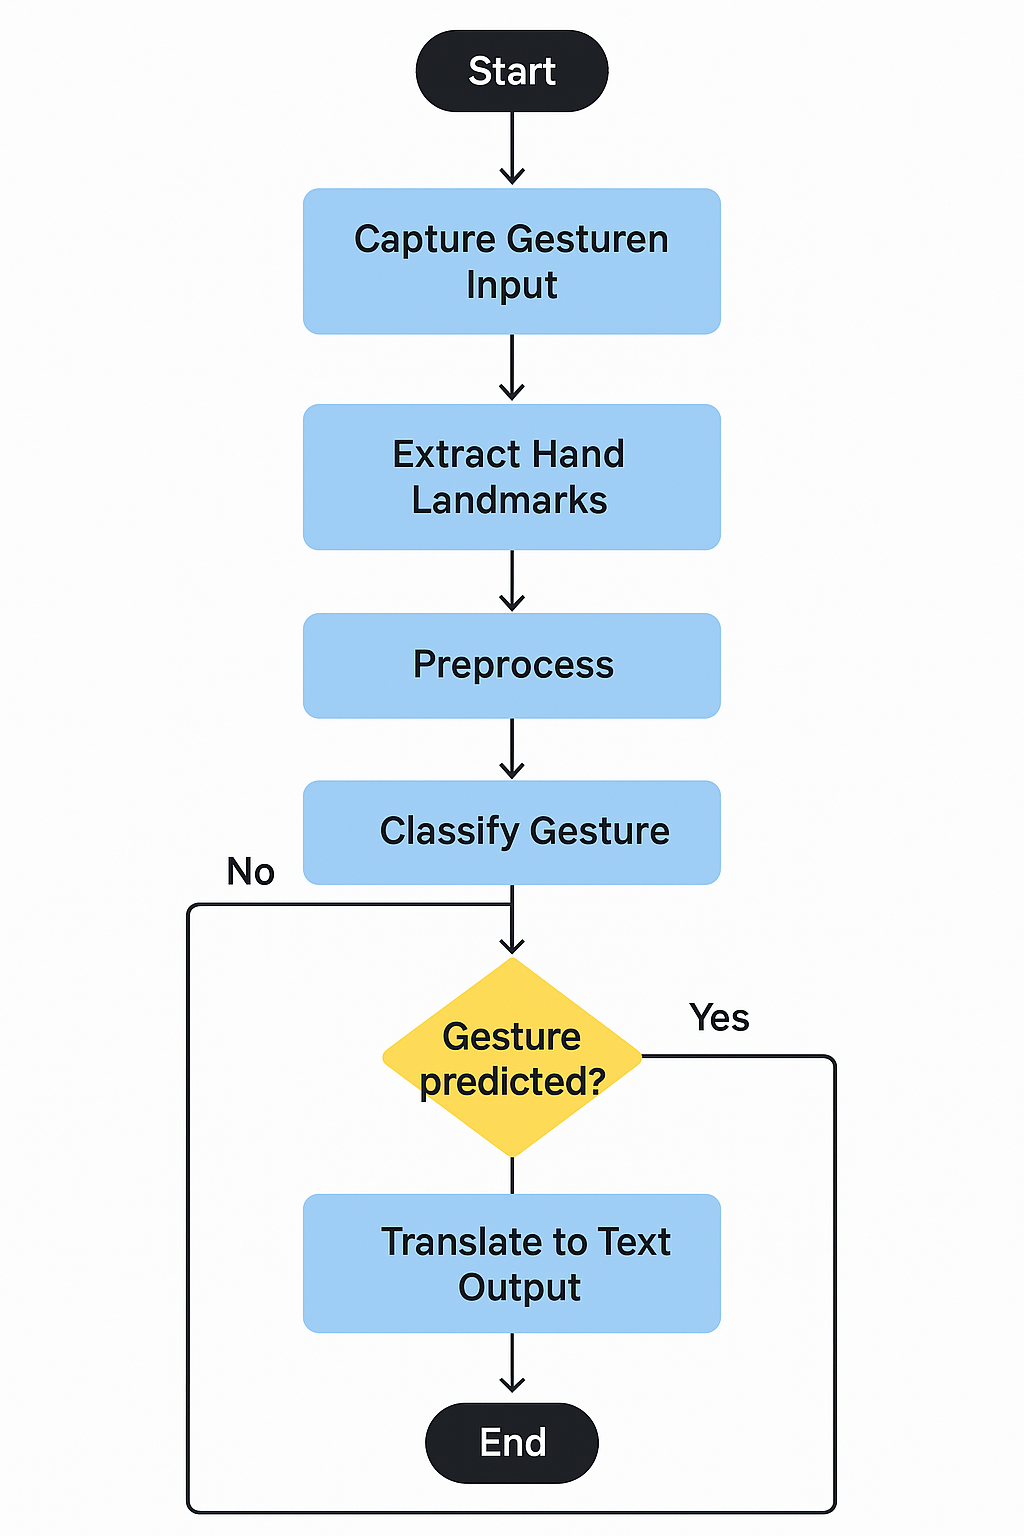 Start
Capture Gesturen
Input
Extract Hand
Landmarks
Preprocess
Classify Gesture
No
Gesture
predicted?
Yes
Translate to Text
Output
End